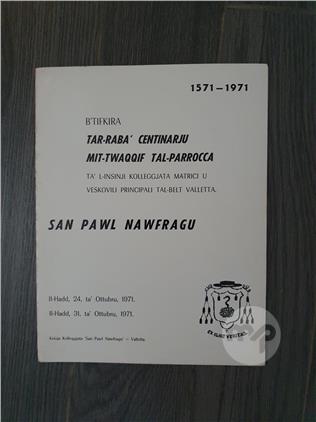 1571—1971
B'TIFKIRA
TAR-RABA' CENTINARJU
MIT-TWAQQIF TAL-PARROCCA
TA' L-INSINJI KOLLEGGJATA MATRICI U
VESKOVILI PRINCIPALI TAL-BELT VALLETTA.
SAN PAWL NAWFRAGU
Il-Hadd, 24, ta' Ottubru, 1971.
Il-Hadd, 31, ta' Ottubru, 1971.
Knisja Kolleggjata 'San Pawl Nawfragu' — Valletta